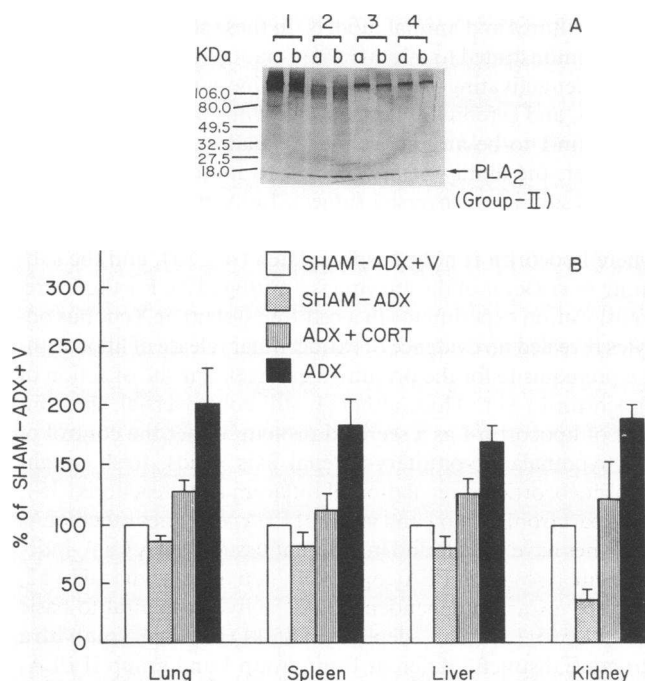 1 2 3 4 A
KDa a b a b a b a b
106.0
80.0
49.5
32.5
27.5
18.0
← PLA₂
(Group-II)
SHAM-ADX+V B
SHAM-ADX
ADX+CORT
ADX
% of SHAM-ADX+V
300
250
200
150
100
50
0
Lung Spleen Liver Kidney